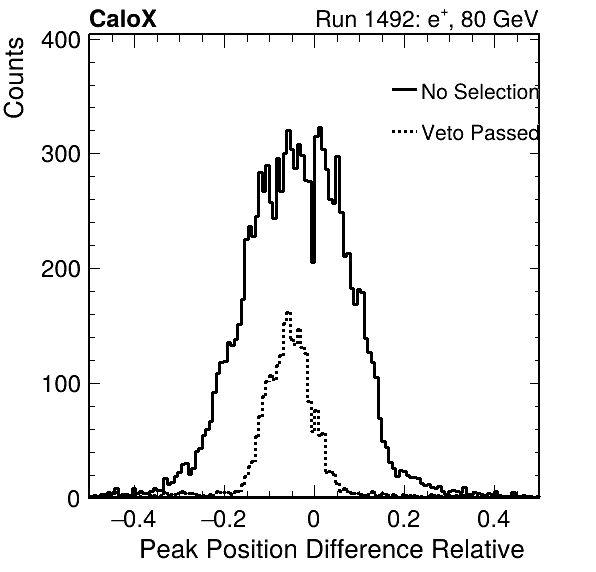 CaloX Run 1492: e+, 80 GeV
Counts
400
300
200
100
0
No Selection
Veto Passed
−0.4 −0.2 0 0.2 0.4
Peak Position Difference Relative